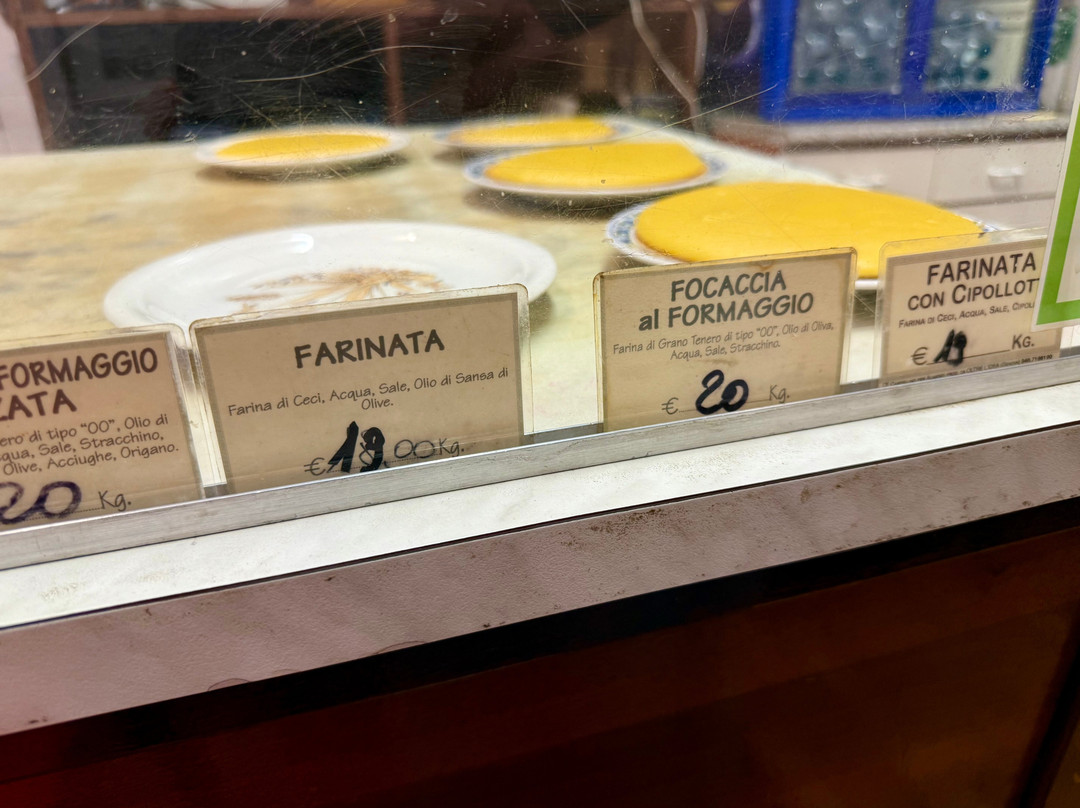 FORMAGGIO
ZATA
ero di tipo "00", Olio di
cqua, Sale, Stracchino,
Olive, Acciughe, Origano.
20 Kg.
FARINATA
Farina di Ceci, Acqua, Sale, Olio di Sansa di
Olive.
€ 18.00 Kg.
FOCACCIA
al FORMAGGIO
Farina di Grano Tenero di tipo "00", Olio di Oliva,
Acqua, Sale, Stracchino.
€ 20 Kg.
FARINATA
CON CIPOLLOT
FARINA DI CECI, ACQUA, SALE, CIPOL
€ 19 Kg.